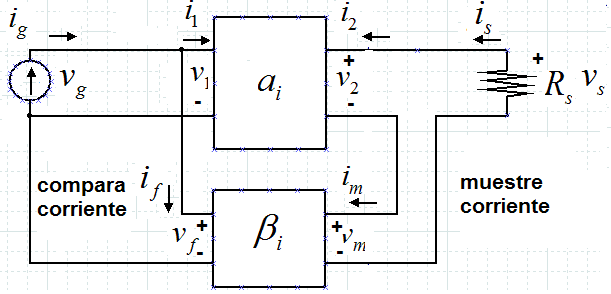 i_g
i_1
i_2
i_s
+
v_g
v_1
a_i
+
v_2
R_s
v_s
-
-
compara
corriente
i_f
i_m
muestre
corriente
+
v_f
-
β_i
+
v_m
-
-